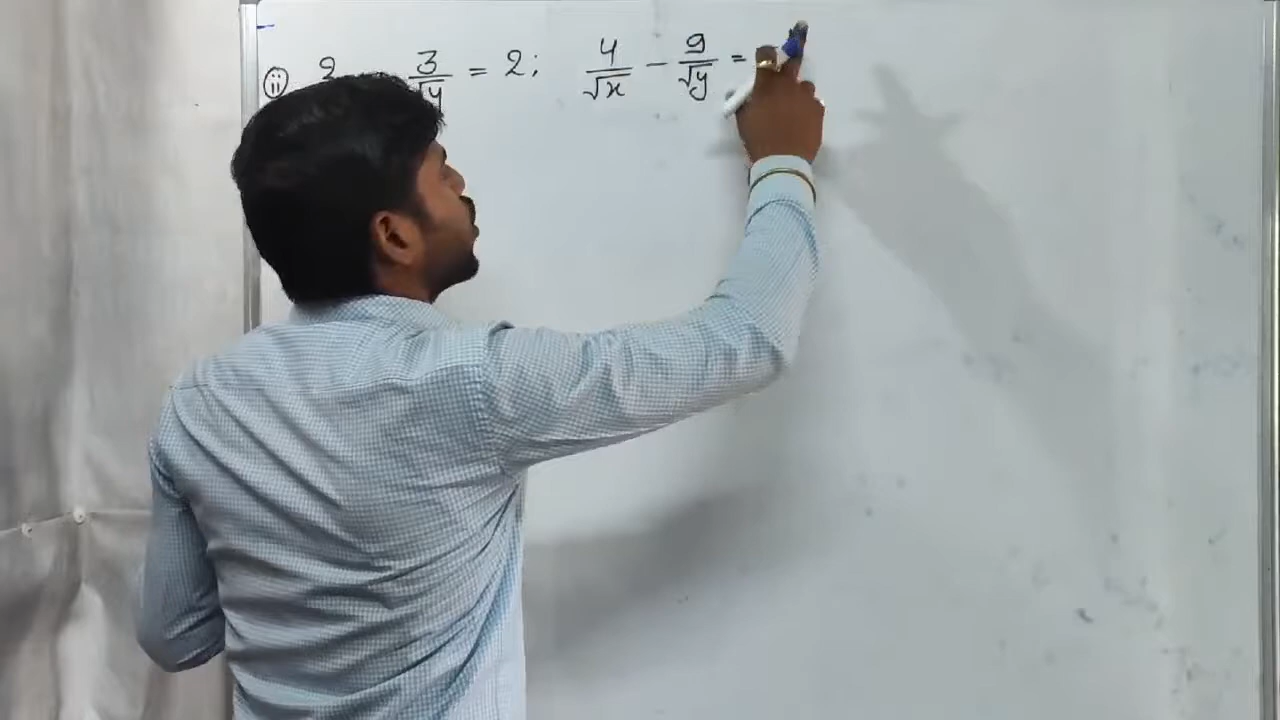 ⓘⓘ 2 3/√y = 2; 4/√x − 9/√y =